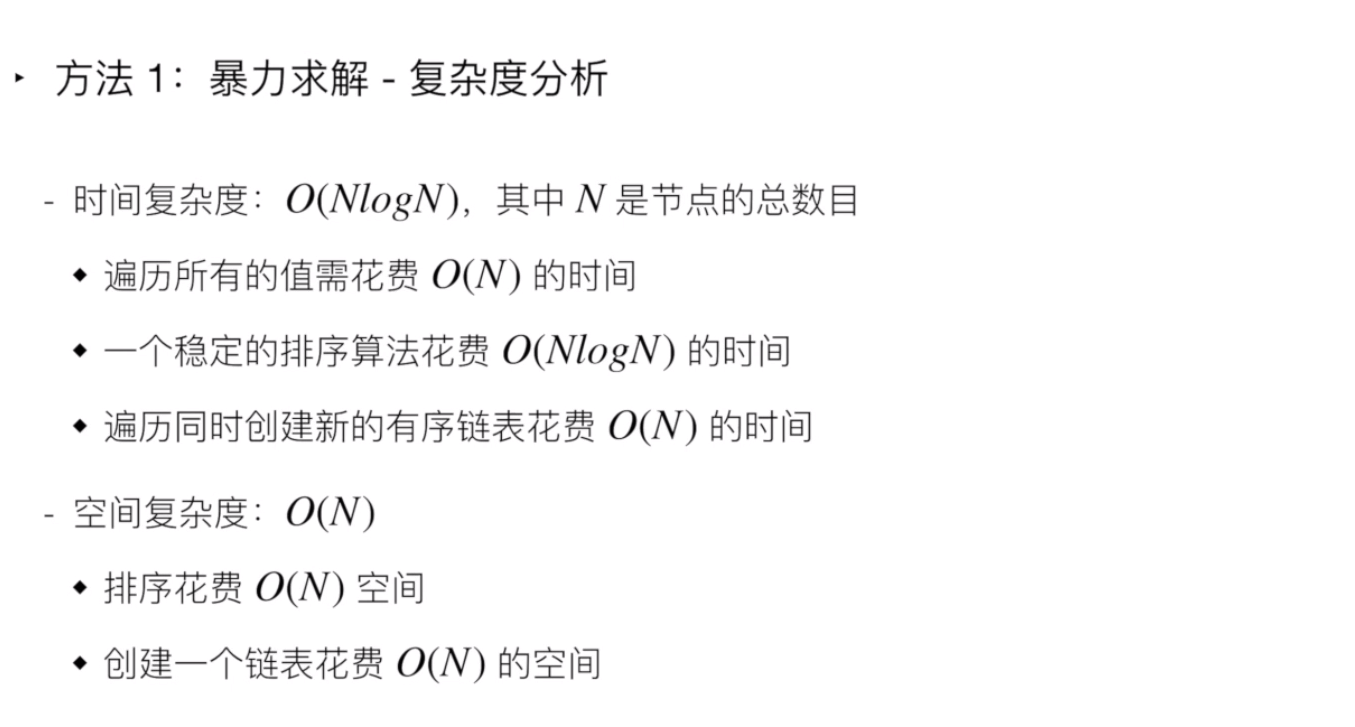 ‣ 方法 1：暴力求解 - 复杂度分析
- 时间复杂度：O(NlogN)，其中 N 是节点的总数目
◆ 遍历所有的值需花费 O(N) 的时间
◆ 一个稳定的排序算法花费 O(NlogN) 的时间
◆ 遍历同时创建新的有序链表花费 O(N) 的时间
- 空间复杂度：O(N)
◆ 排序花费 O(N) 空间
◆ 创建一个链表花费 O(N) 的空间